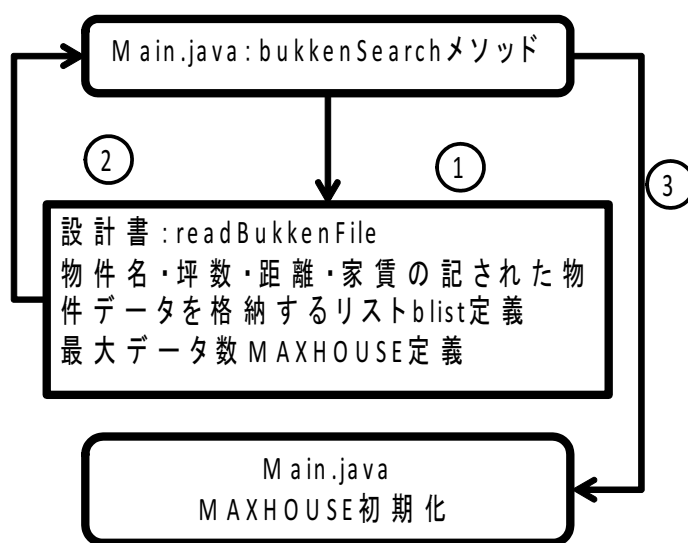 Main.java:bukkenSearchメソッド
②
①
③
設計書:readBukkenFile
物件名・坪数・距離・家賃の記された物
件データを格納するリストblist定義
最大データ数MAXHOUSE定義
Main.java
MAXHOUSE初期化